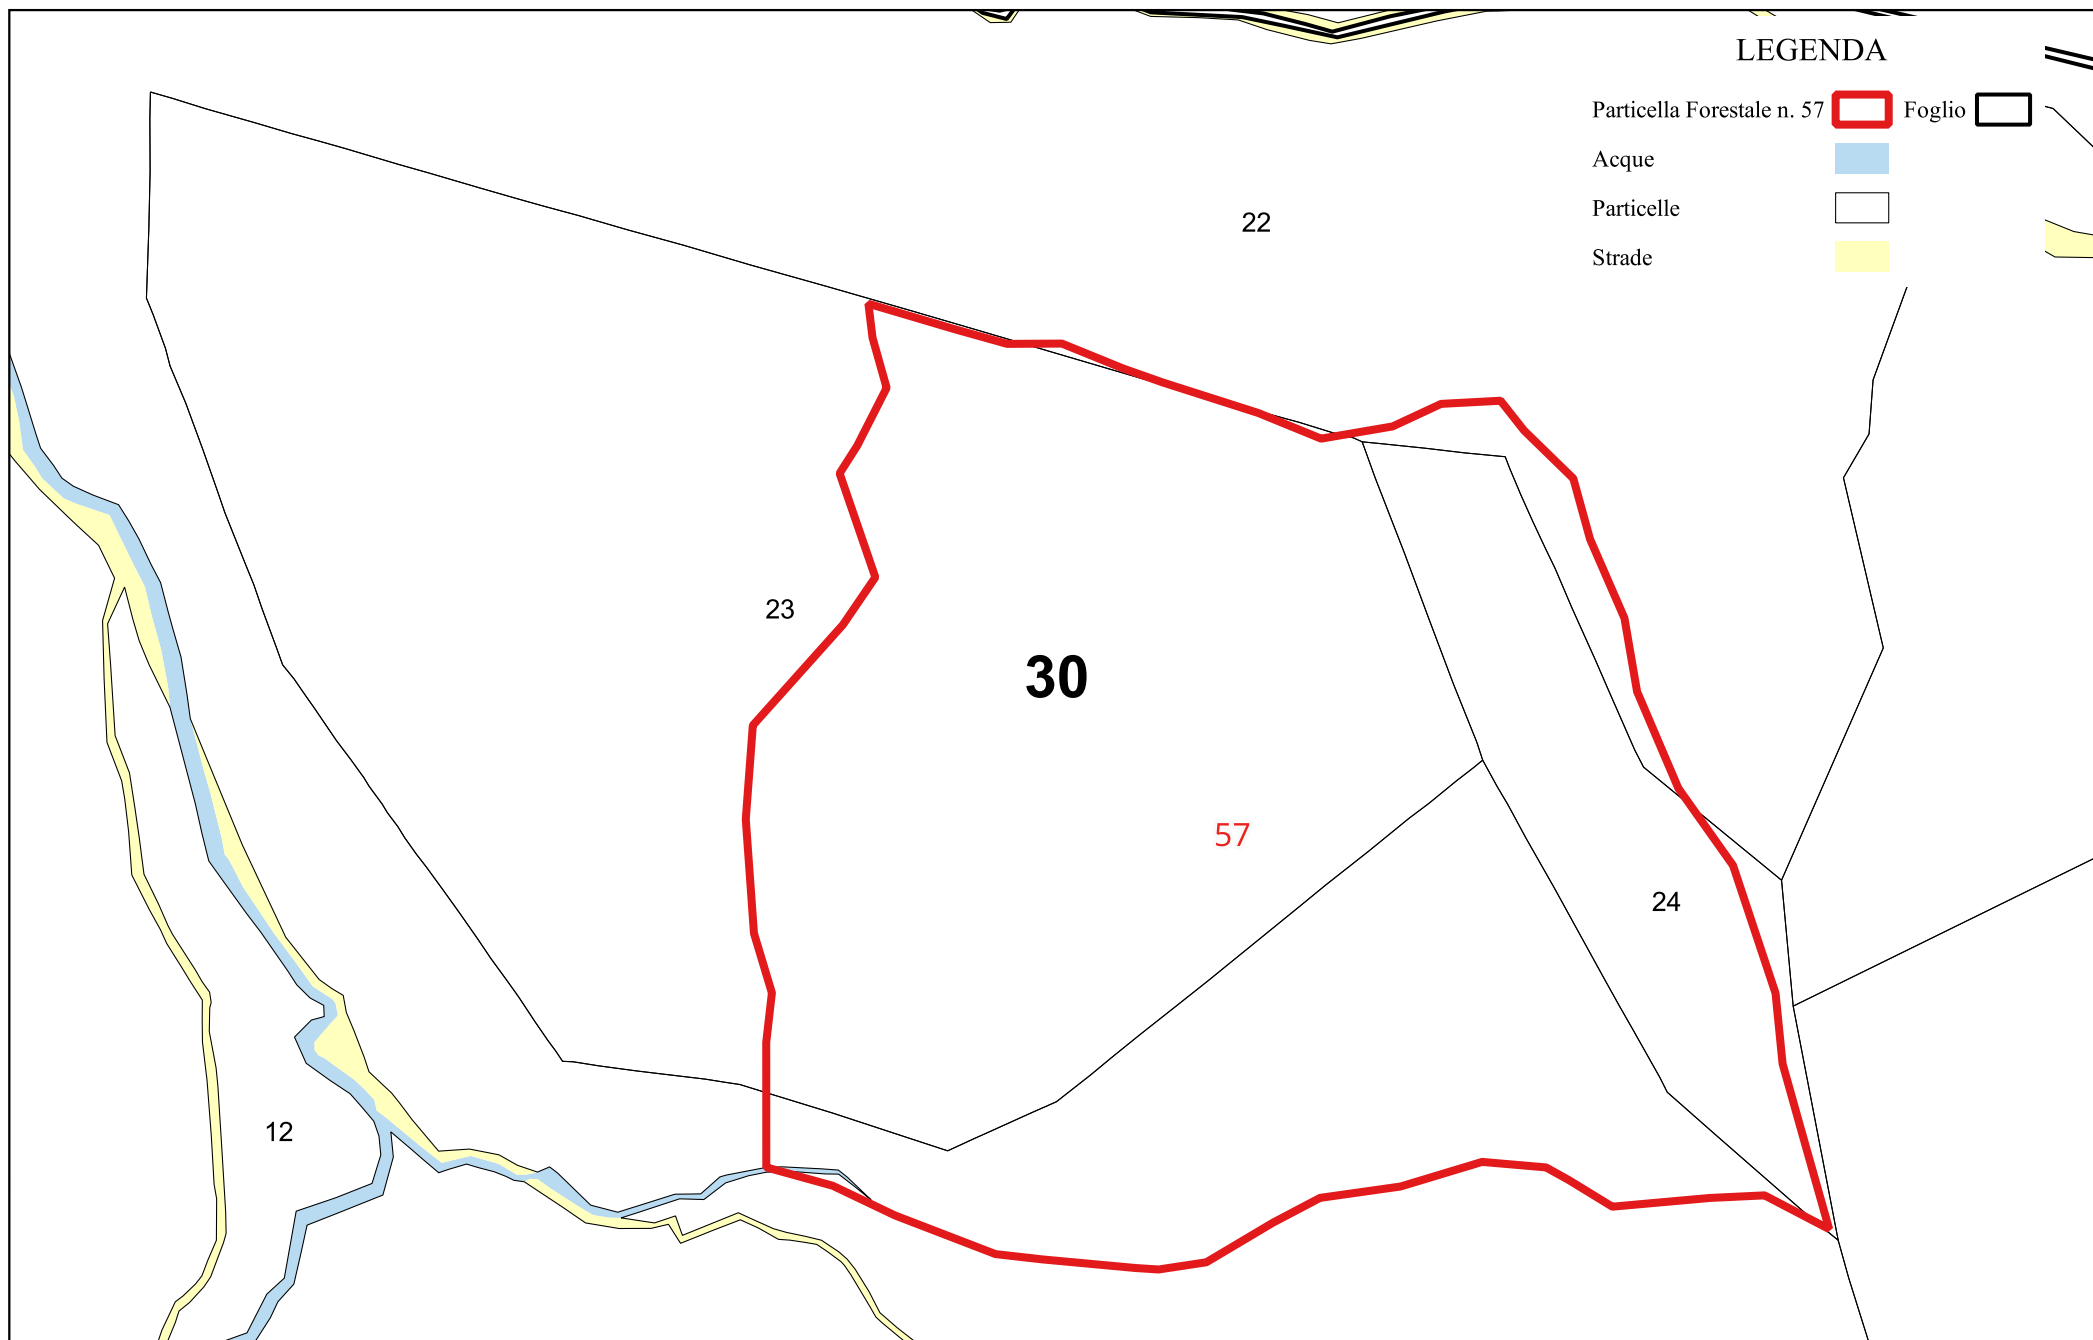 LEGENDA
Particella Forestale n. 57 Foglio
Acque
Particelle
Strade
22
23
30
57
24
12